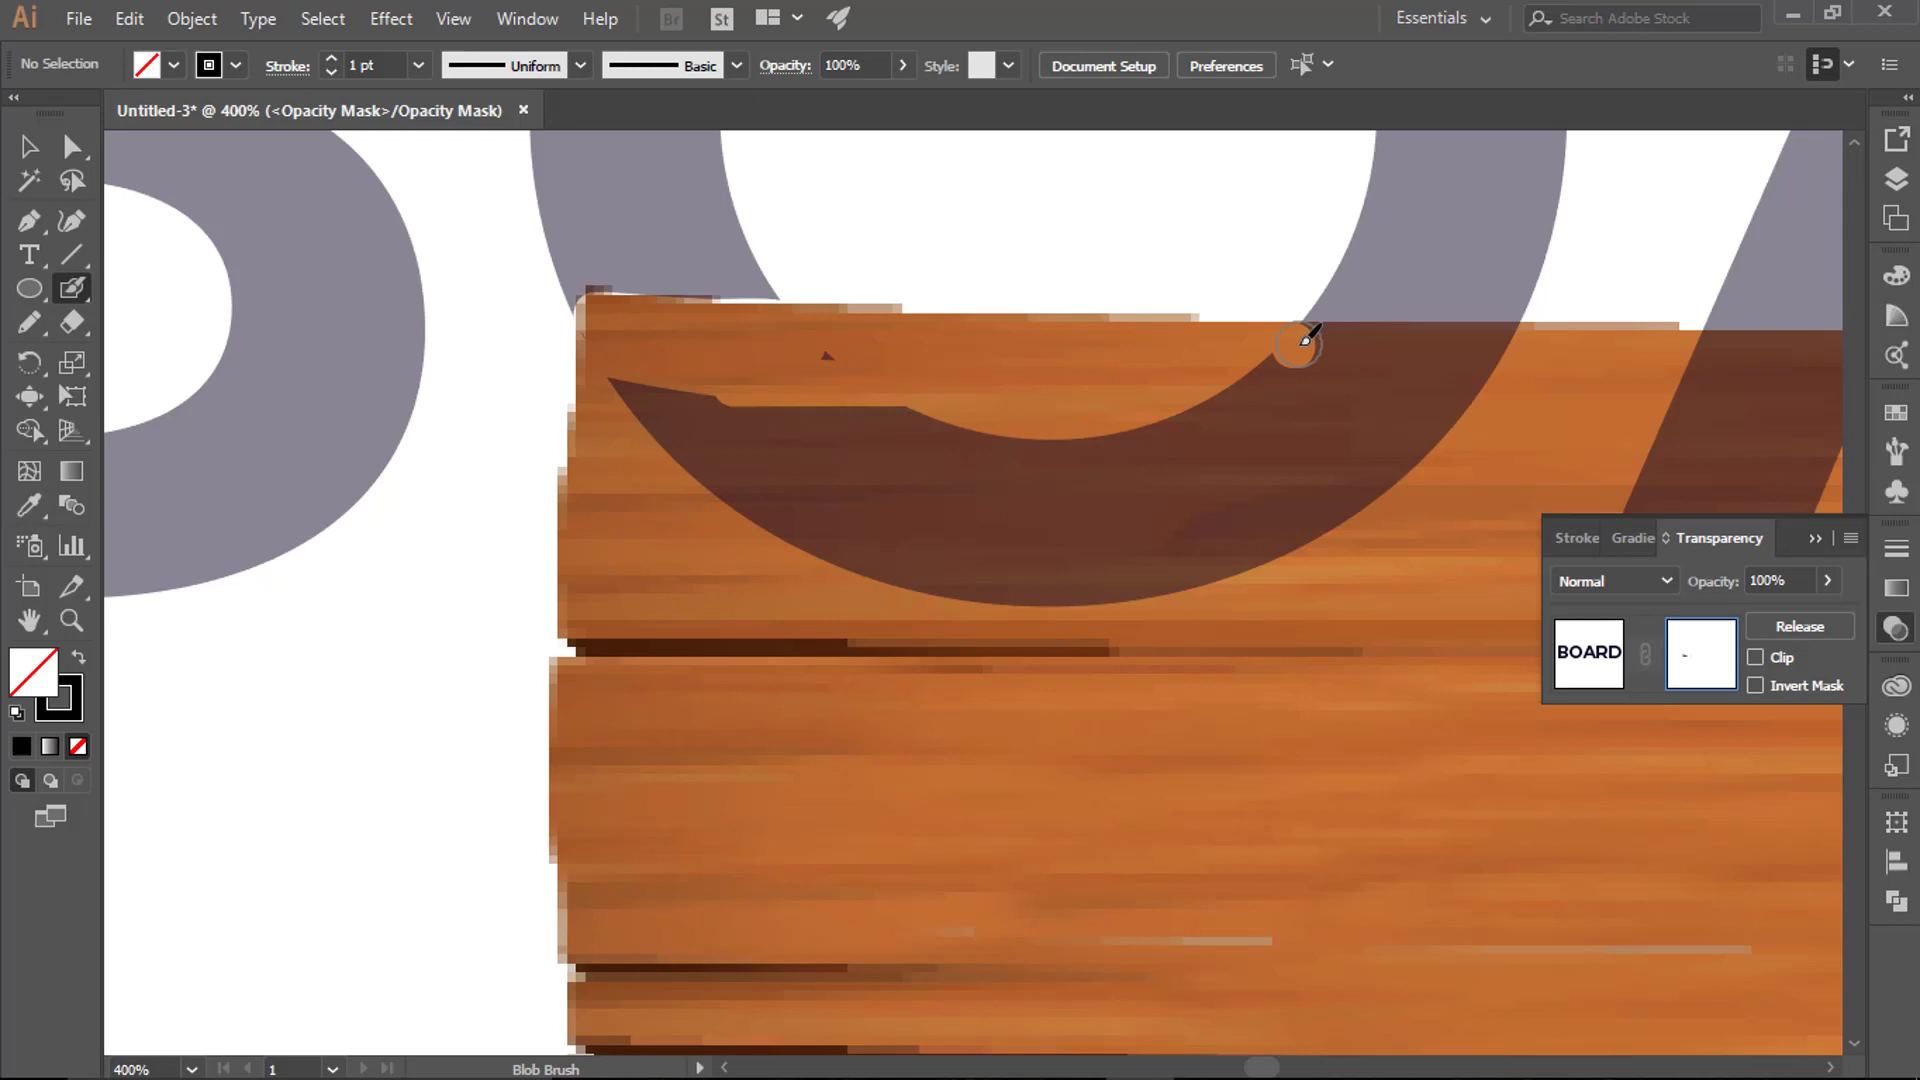 Ai File Edit Object Type Select Effect View Window Help Br St Essentials Search Adobe Stock
No Selection Stroke: 1 pt Uniform Basic Opacity: 100% Style: Document Setup Preferences
Untitled-3* @ 400% (<Opacity Mask>/Opacity Mask)
Stroke Gradie Transparency
Normal Opacity: 100%
BOARD
Release
Clip
Invert Mask
400% 1 Blob Brush